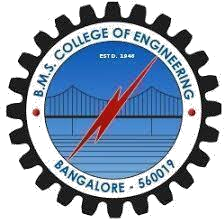 B.M.S. COLLEGE OF ENGINEERING
ESTD. 1946
BANGALORE - 560019